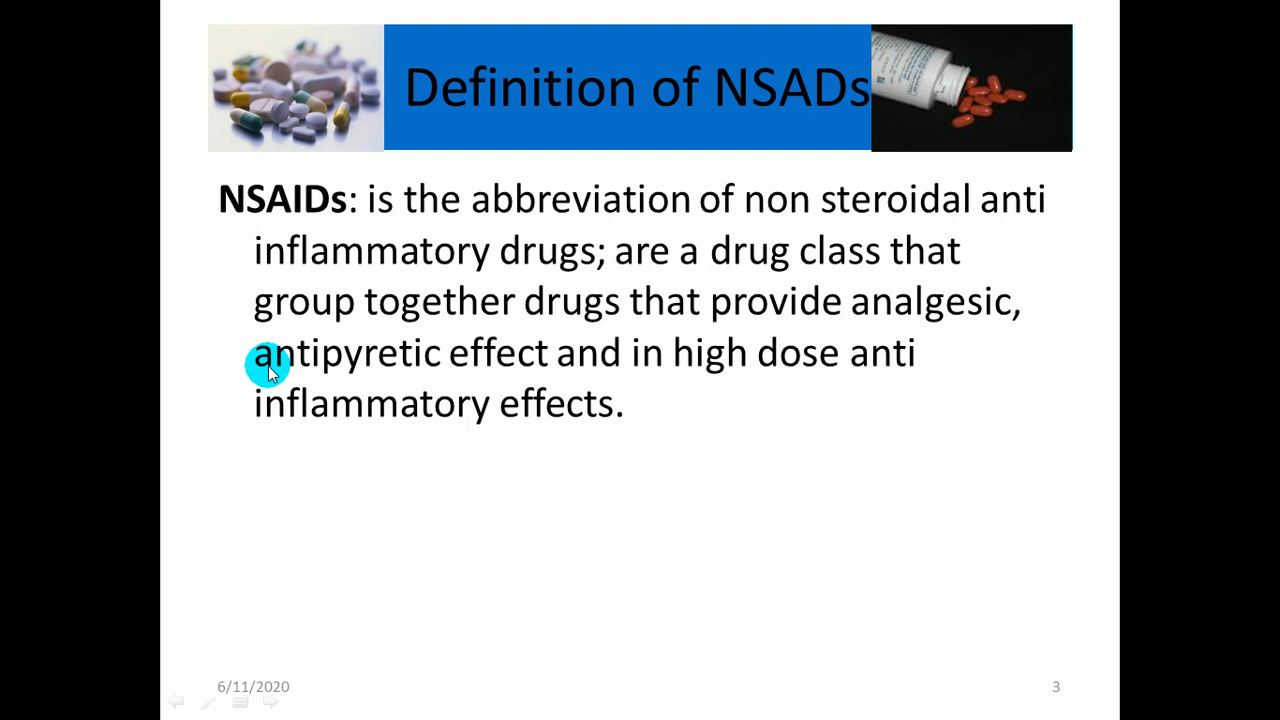 Definition of NSADs
NSAIDs: is the abbreviation of non steroidal anti
inflammatory drugs; are a drug class that
group together drugs that provide analgesic,
antipyretic effect and in high dose anti
inflammatory effects.
6/11/2020
3